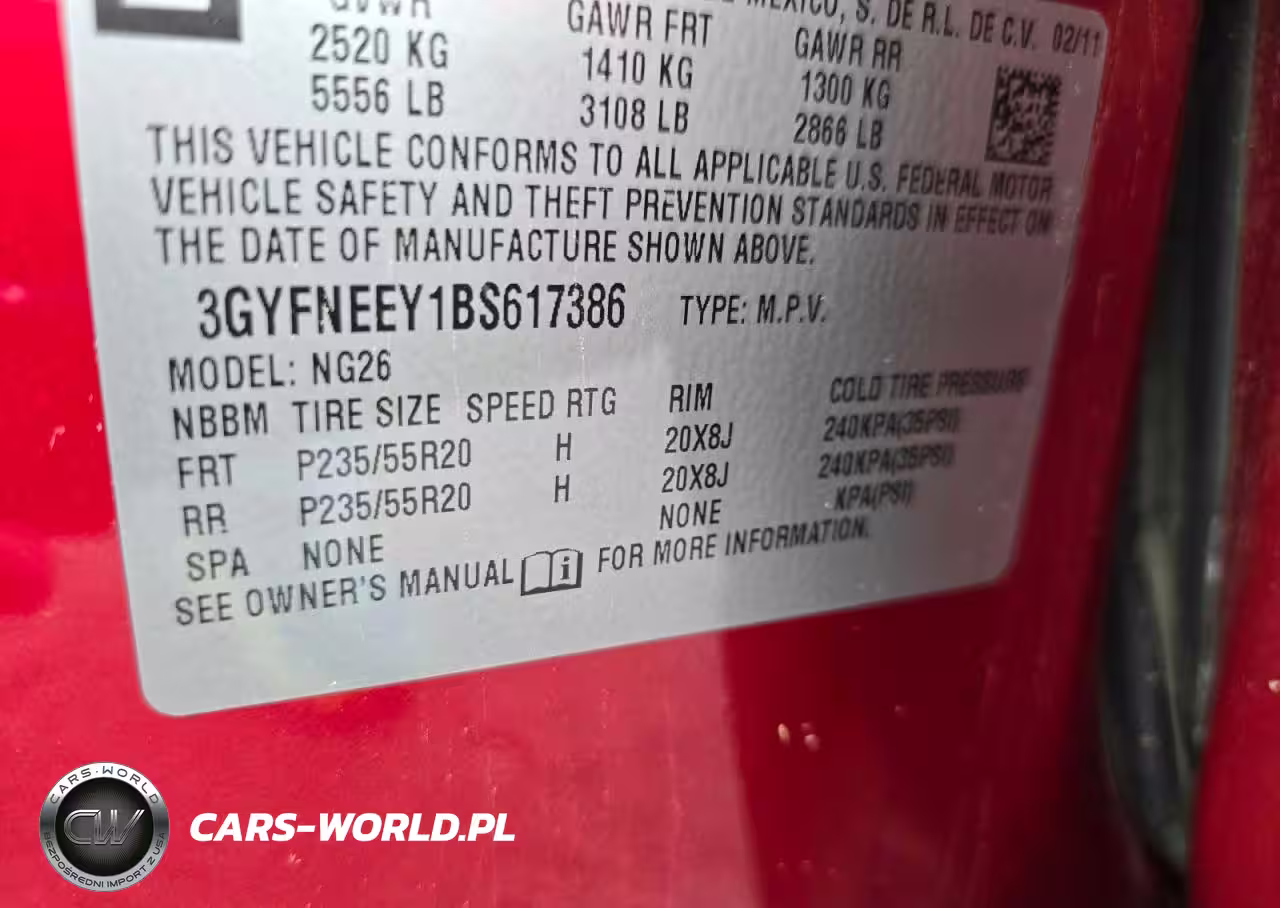 GVWR GAWR FRT GAWR RR
MEXICO, S. DE R.L. DE C.V. 02/11
2520 KG 1410 KG 1300 KG
5556 LB 3108 LB 2866 LB
THIS VEHICLE CONFORMS TO ALL APPLICABLE U.S. FEDERAL MOTOR
VEHICLE SAFETY AND THEFT PREVENTION STANDARDS IN EFFECT ON
THE DATE OF MANUFACTURE SHOWN ABOVE.
3GYFNEEY1BS617386 TYPE: M.P.V.
MODEL: NG26
NBBM TIRE SIZE SPEED RTG RIM COLD TIRE PRESSURE
FRT P235/55R20 H 20X8J 240KPA(35PSI)
RR P235/55R20 H 20X8J 240KPA(35PSI)
SPA NONE NONE KPA(PSI)
SEE OWNER'S MANUAL FOR MORE INFORMATION.
CARS-WORLD
CW
BEZPOŚREDNI IMPORT Z USA
CARS-WORLD.PL